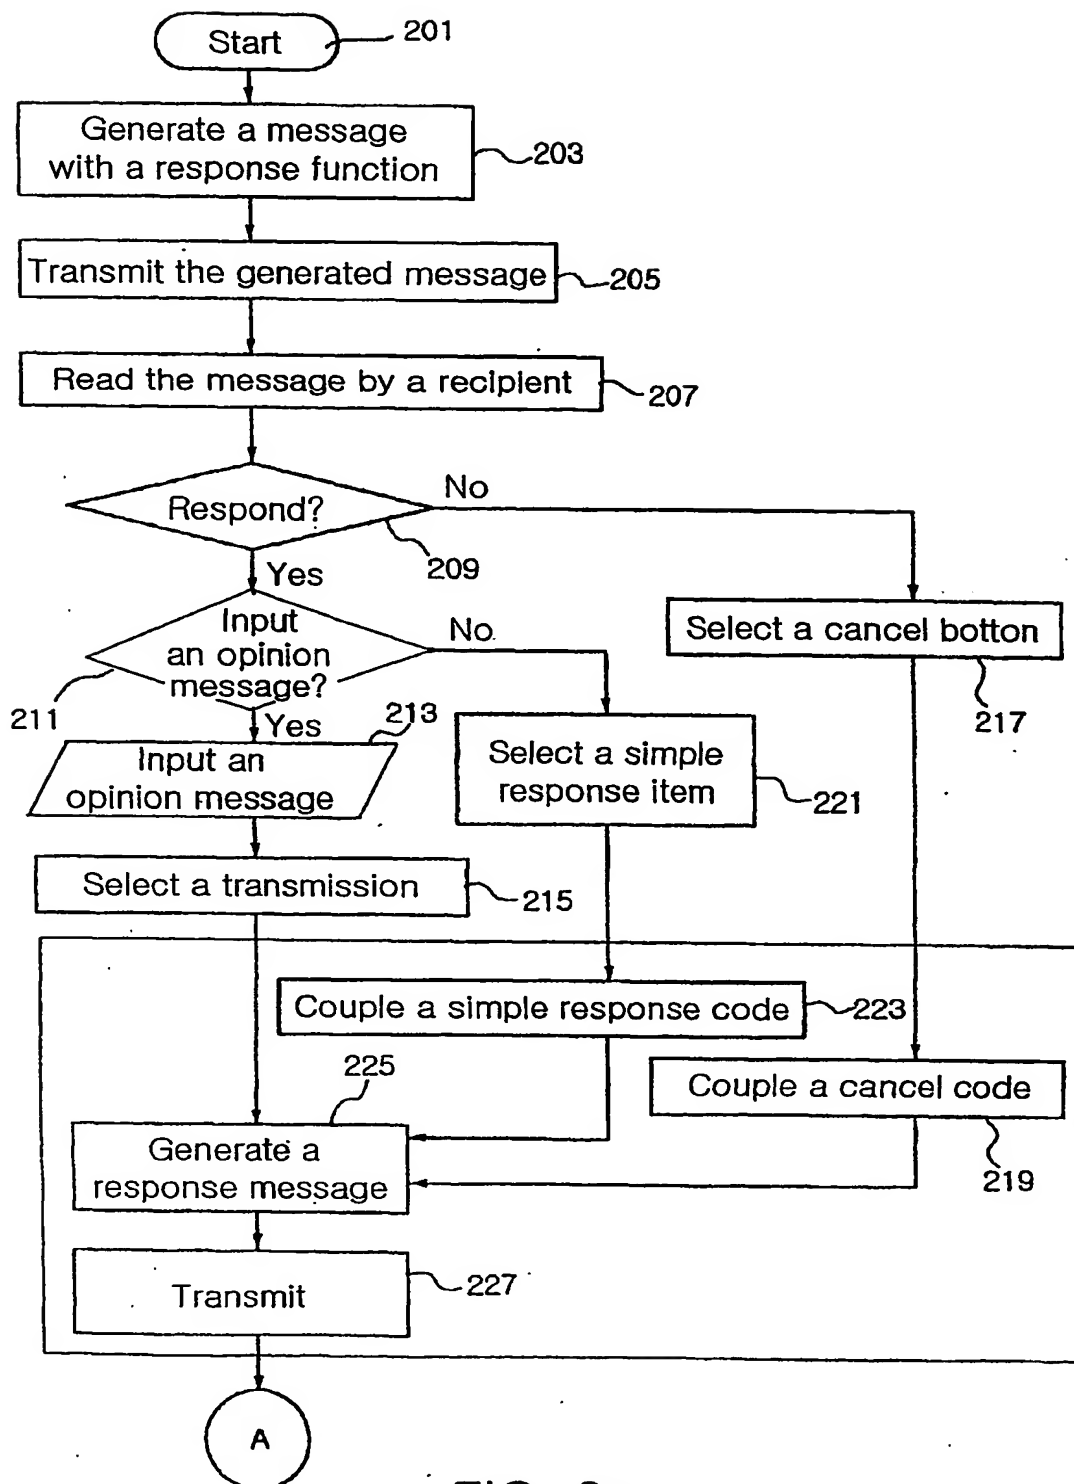 Start
201
Generate a message
with a response function
203
Transmit the generated message
205
Read the message by a recipient
207
Respond?
No
209
Yes
Input
an opinion
message?
No
211
Yes
213
Select a cancel botton
217
Input an
opinion message
Select a simple
response item
221
Select a transmission
215
Couple a simple response code
223
225
Couple a cancel code
219
Generate a
response message
Transmit
227
A